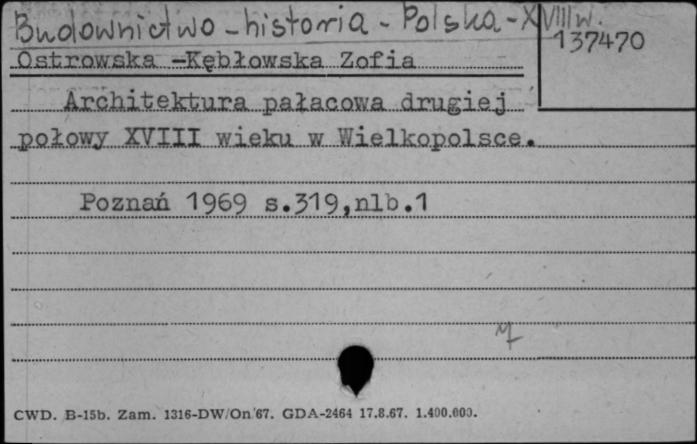 Budownictwo - historia - Polska - XVIII w.
137470
Ostrowska -Kębłowska Zofia
Architektura pałacowa drugiej
połowy XVIII wieku w Wielkopolsce.
Poznań 1969 s.319,nlb.1
CWD. B-15b. Zam. 1316-DW/On/67. GDA-2464 17.8.67. 1.400.000.